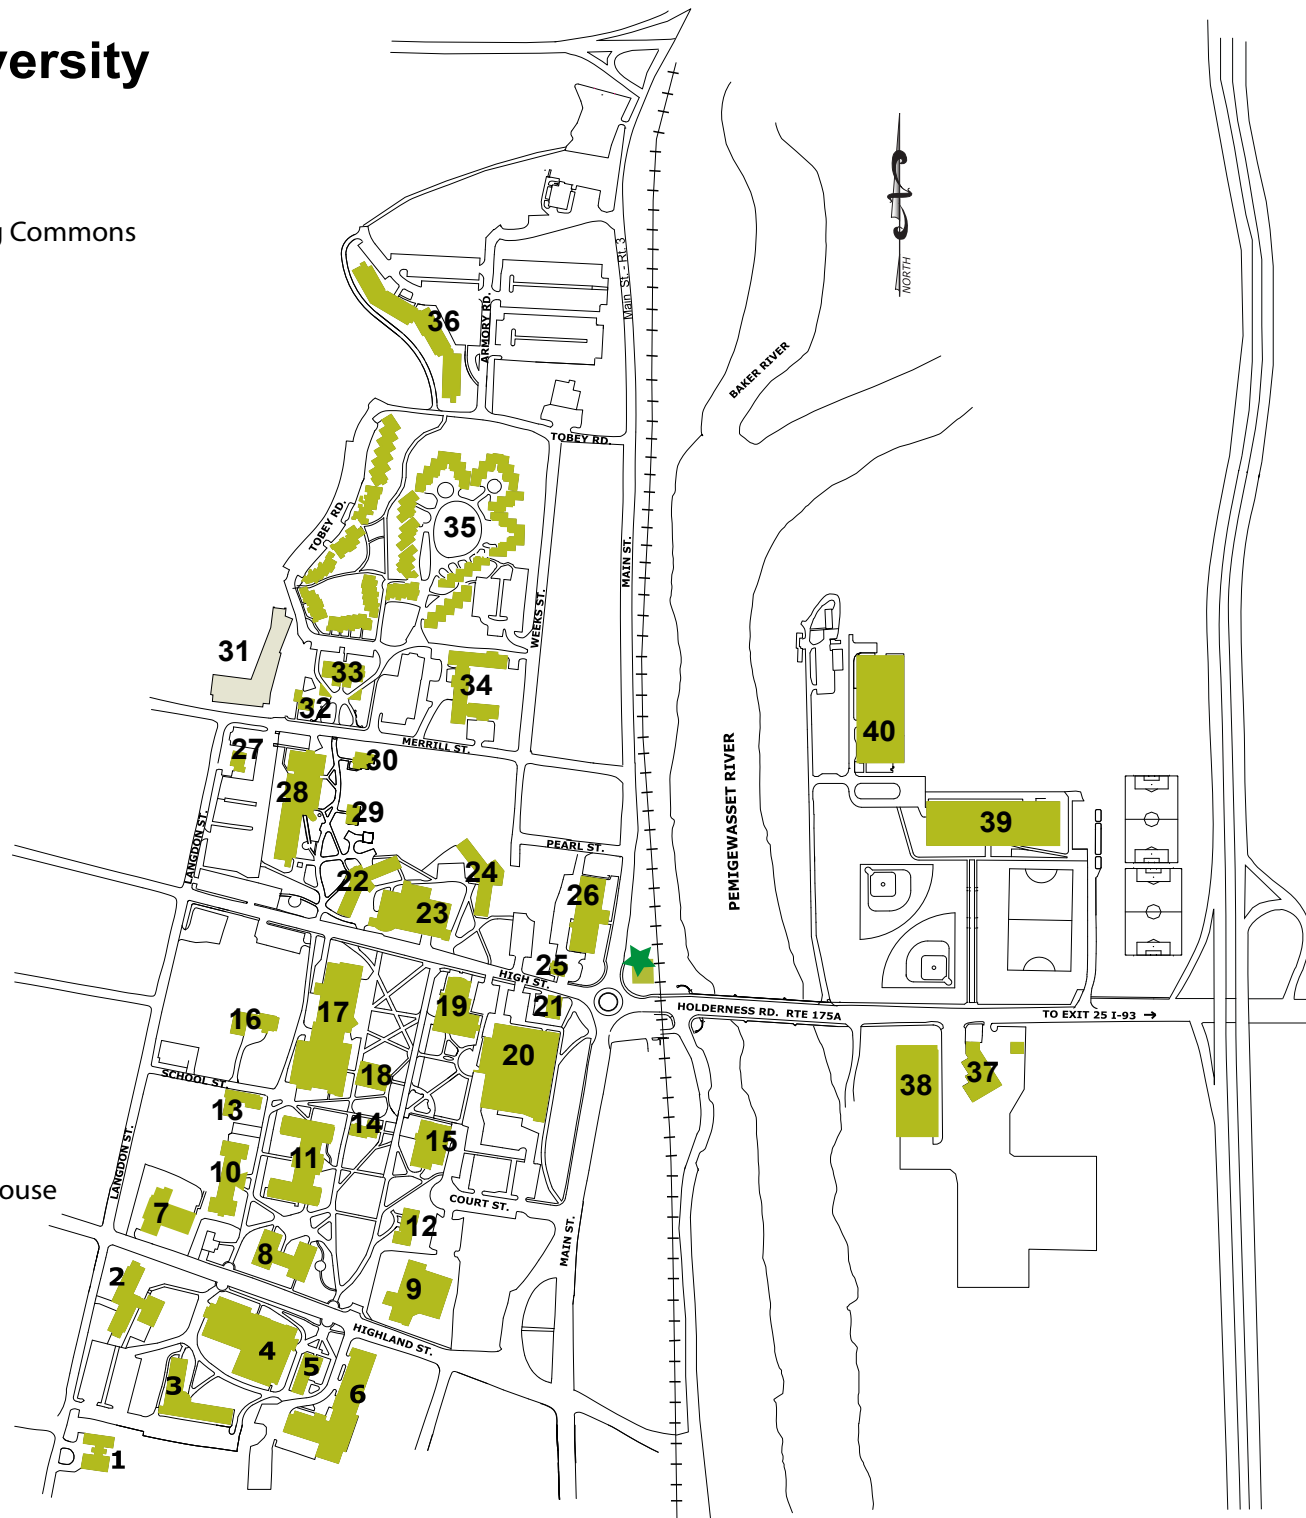 versity
g Commons
NORTH
Main St. - Rt. 3
36
ARMORY RD.
BAKER RIVER
TOBEY RD.
TOBEY RD.
35
MAIN ST.
WEEKS ST.
31
33
34
32
40
27
MERRILL ST.
30
PEMIGEWASSET RIVER
28
29
39
LANGDON ST.
PEARL ST.
22
24
26
23
25
HIGH ST.
17
19
21
HOLDERNESS RD. RTE 175A
TO EXIT 25 I-93
16
20
18
38
37
SCHOOL ST.
13
14
15
11
10
LANGDON ST.
ouse
7
COURT ST.
12
MAIN ST.
8
2
9
HIGHLAND ST.
4
5
3
6
1